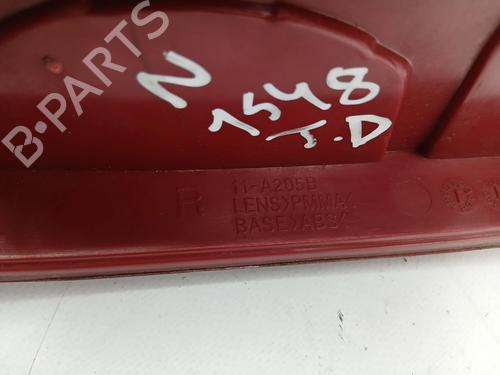 B-PARTS
N
1548
T.D
R
11-A205B
LENS>PMMA<
BASE>ABS<